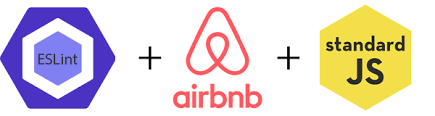 ESLint
+
airbnb
+
standard
JS